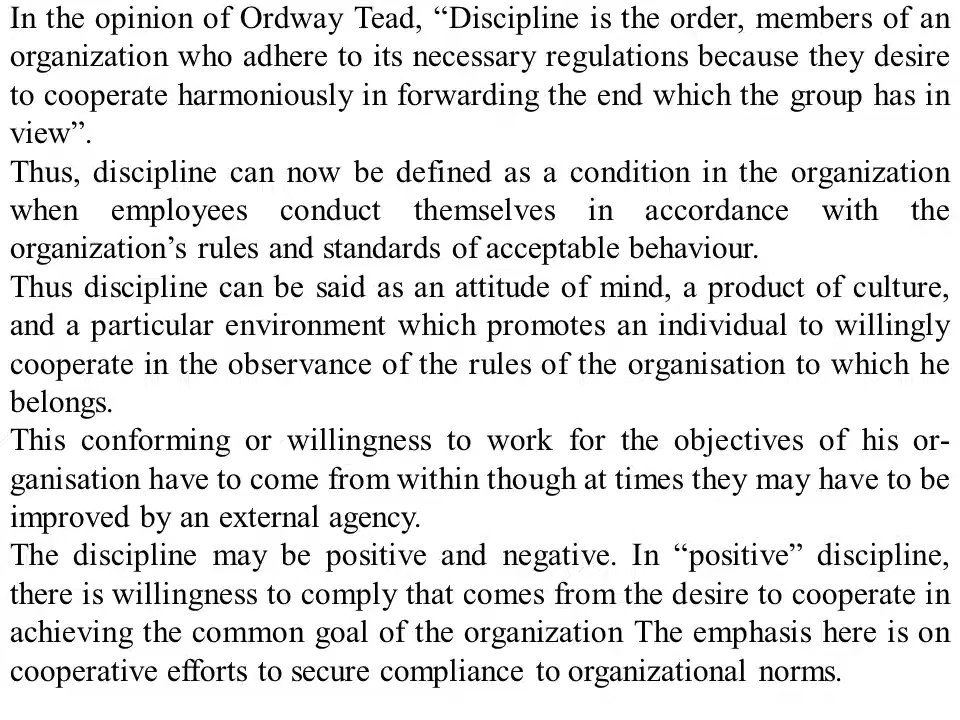 In the opinion of Ordway Tead, “Discipline is the order, members of an
organization who adhere to its necessary regulations because they desire
to cooperate harmoniously in forwarding the end which the group has in
view”.
Thus, discipline can now be defined as a condition in the organization
when employees conduct themselves in accordance with the
organization’s rules and standards of acceptable behaviour.
Thus discipline can be said as an attitude of mind, a product of culture,
and a particular environment which promotes an individual to willingly
cooperate in the observance of the rules of the organisation to which he
belongs.
This conforming or willingness to work for the objectives of his or-
ganisation have to come from within though at times they may have to be
improved by an external agency.
The discipline may be positive and negative. In “positive” discipline,
there is willingness to comply that comes from the desire to cooperate in
achieving the common goal of the organization The emphasis here is on
cooperative efforts to secure compliance to organizational norms.